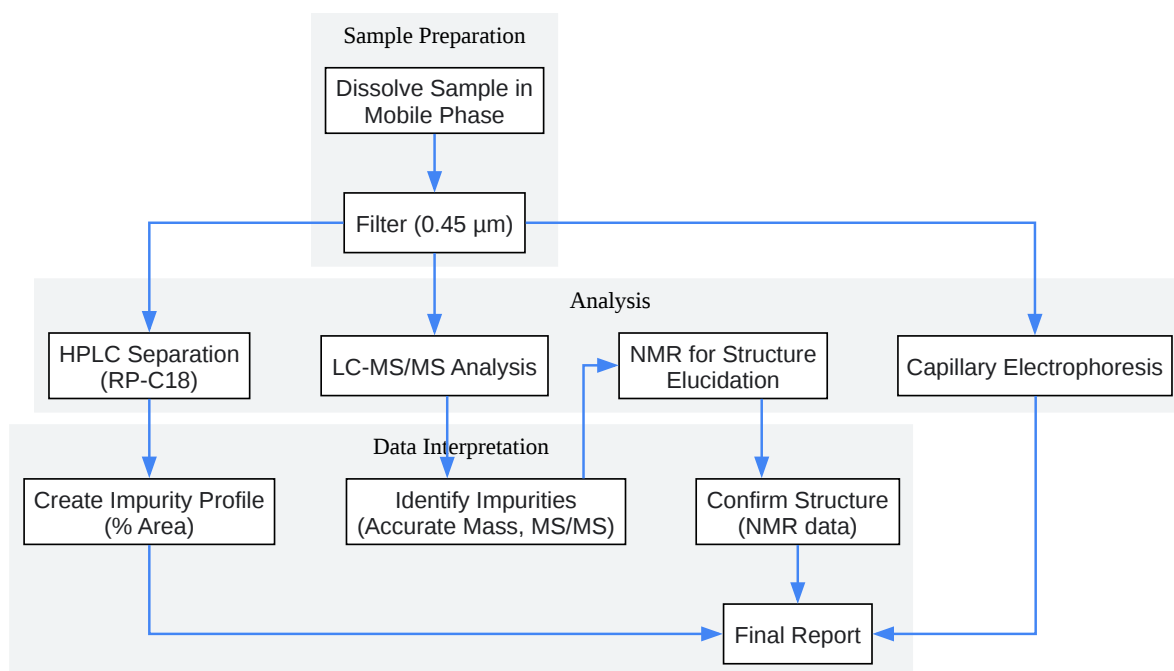 Sample Preparation
Dissolve Sample in
Mobile Phase
Filter (0.45 µm)
Analysis
HPLC Separation
(RP-C18)
LC-MS/MS Analysis
NMR for Structure
Elucidation
Capillary Electrophoresis
Data Interpretation
Create Impurity Profile
(% Area)
Identify Impurities
(Accurate Mass, MS/MS)
Confirm Structure
(NMR data)
Final Report